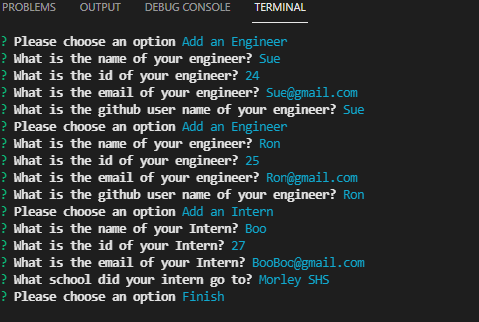 PROBLEMS OUTPUT DEBUG CONSOLE TERMINAL
? Please choose an option Add an Engineer
? What is the name of your engineer? Sue
? What is the id of your engineer? 24
? What is the email of your engineer? Sue@gmail.com
? What is the github user name of your engineer? Sue
? Please choose an option Add an Engineer
? What is the name of your engineer? Ron
? What is the id of your engineer? 25
? What is the email of your engineer? Ron@gmail.com
? What is the github user name of your engineer? Ron
? Please choose an option Add an Intern
? What is the name of your Intern? Boo
? What is the id of your Intern? 27
? What is the email of your Intern? BooBoo@gmail.com
? What school did your intern go to? Morley SHS
? Please choose an option Finish